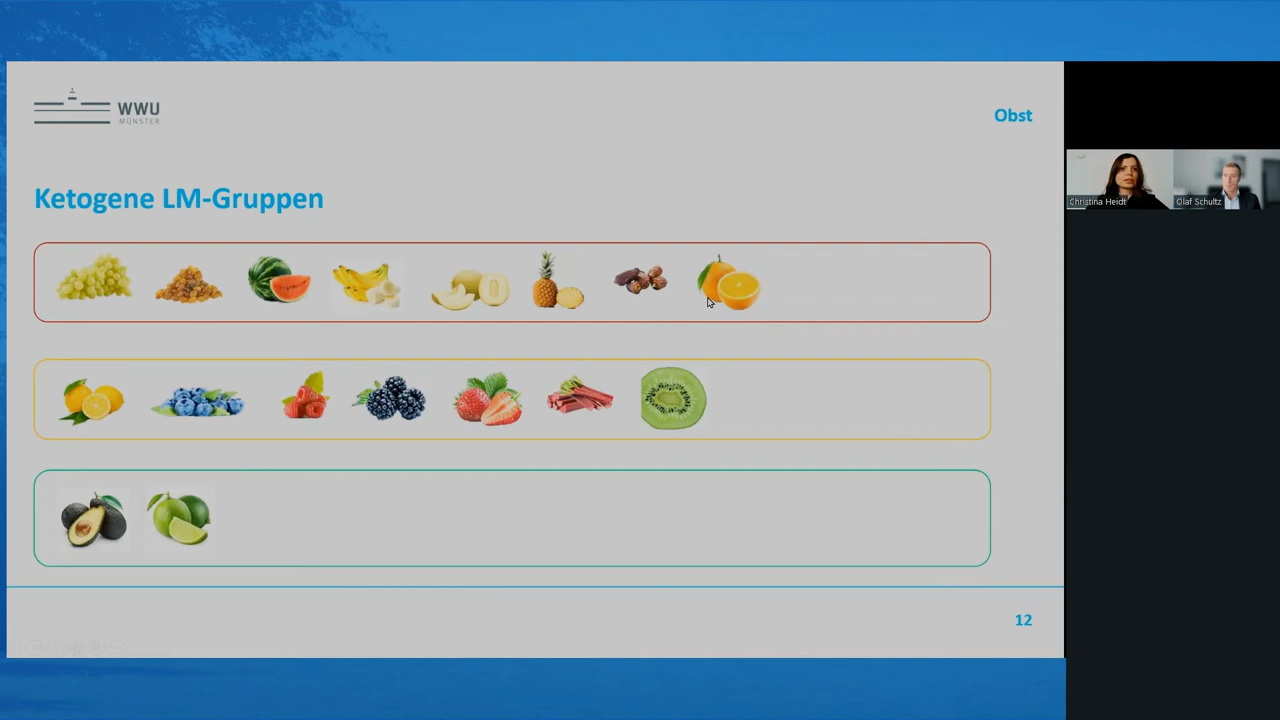 WWU
MÜNSTER
Obst
Ketogene LM-Gruppen
Christina Heidt
Olaf Schultz
12